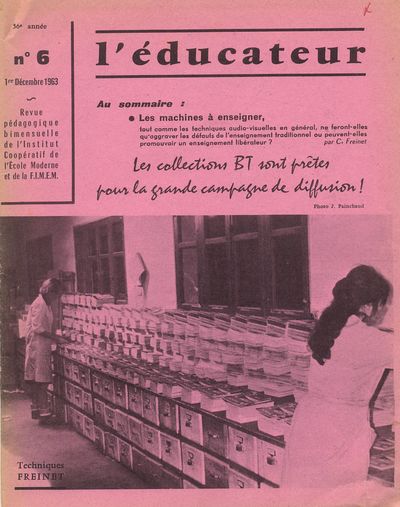 36e année
n° 6
1er Décembre 1963
Revue
pédagogique
bimensuelle
de l'Institut
Coopératif de
l'École Moderne
et de la F.I.M.E.M.
l'éducateur
Au sommaire :
● Les machines à enseigner,
tout comme les techniques audio-visuelles en général, ne feront-elles
qu'aggraver les défauts de l'enseignement traditionnel ou peuvent-elles
promouvoir un enseignement libérateur ? par C. Freinet
Les collections BT sont prêtes
pour la grande campagne de diffusion !
Photo J. Painchaud
Techniques
FREINET